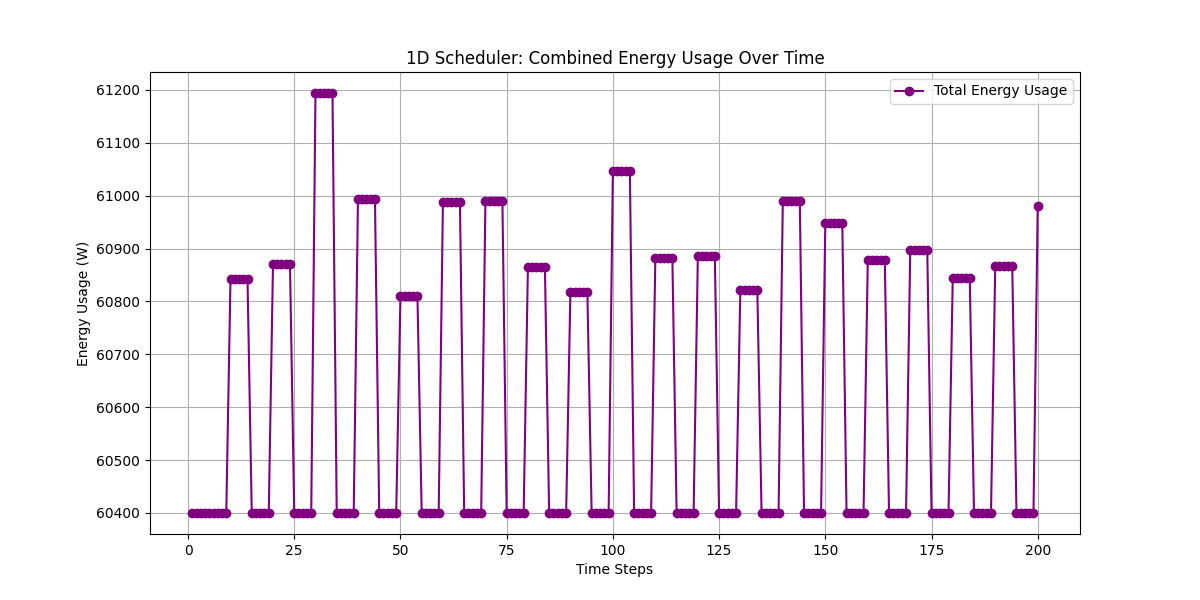 1D Scheduler: Combined Energy Usage Over Time
Total Energy Usage
Energy Usage (W)
61200
61100
61000
60900
60800
60700
60600
60500
60400
0 25 50 75 100 125 150 175 200
Time Steps